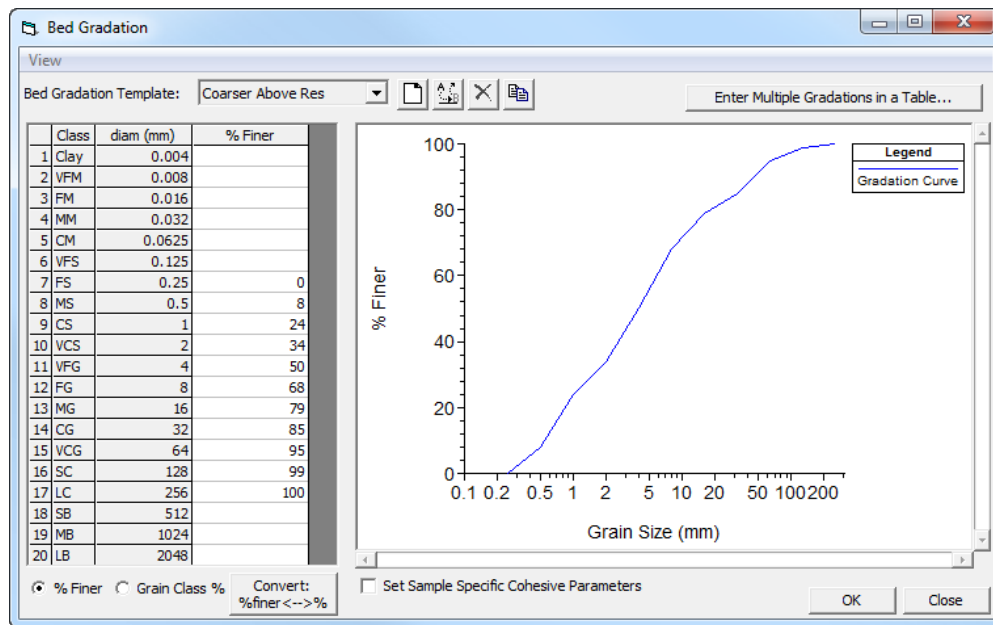 Bed Gradation
View
Bed Gradation Template: Coarser Above Res
Enter Multiple Gradations in a Table...
Class diam (mm) % Finer
1 Clay 0.004
2 VFM 0.008
3 FM 0.016
4 MM 0.032
5 CM 0.0625
6 VFS 0.125
7 FS 0.25 0
8 MS 0.5 8
9 CS 1 24
10 VCS 2 34
11 VFG 4 50
12 FG 8 68
13 MG 16 79
14 CG 32 85
15 VCG 64 95
16 SC 128 99
17 LC 256 100
18 SB 512
19 MB 1024
20 LB 2048
% Finer Grain Class %
Convert:
%finer<-->%
100
80
60
40
20
0
% Finer
0.1 0.2 0.5 1 2 5 10 20 50 100 200
Grain Size (mm)
Legend
Gradation Curve
Set Sample Specific Cohesive Parameters
OK Close